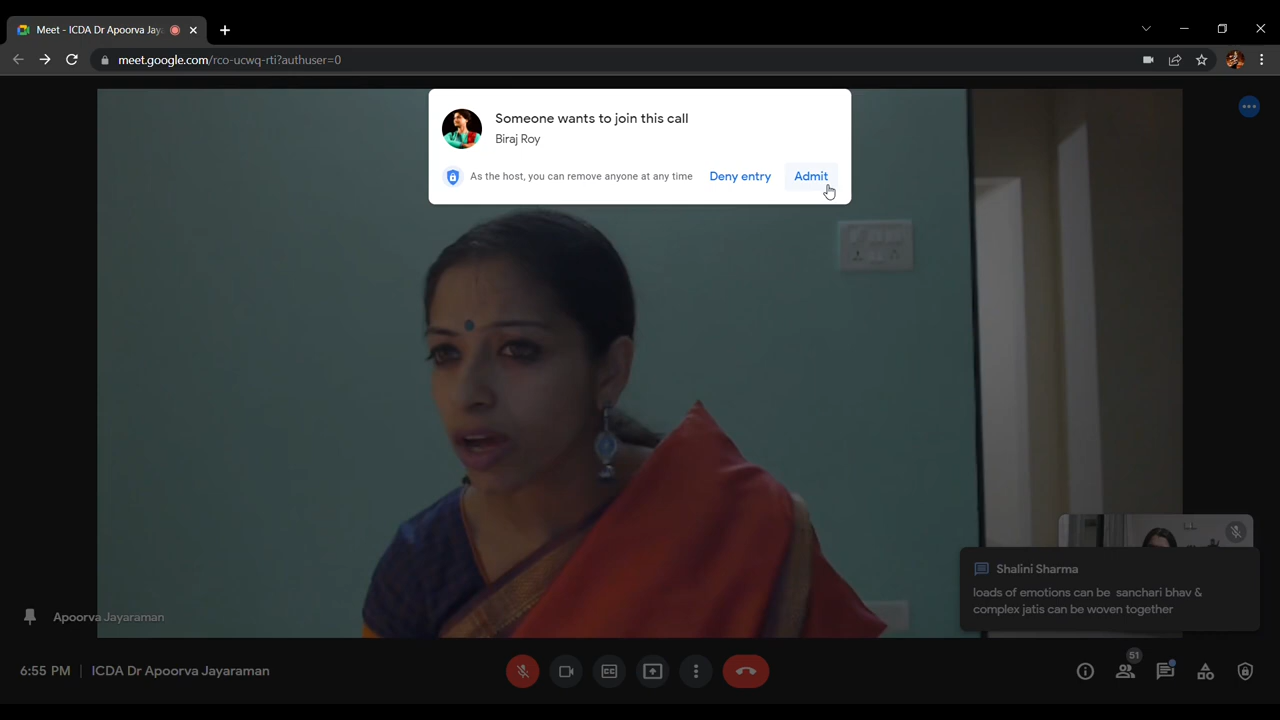 Meet - ICDA Dr Apoorva Jay
meet.google.com/rco-ucwq-rti?authuser=0
Someone wants to join this call
Biraj Roy
As the host, you can remove anyone at any time
Deny entry
Admit
Shalini Sharma
loads of emotions can be sanchari bhav &
complex jatis can be woven together
Apoorva Jayaraman
6:55 PM | ICDA Dr Apoorva Jayaraman
CC
51